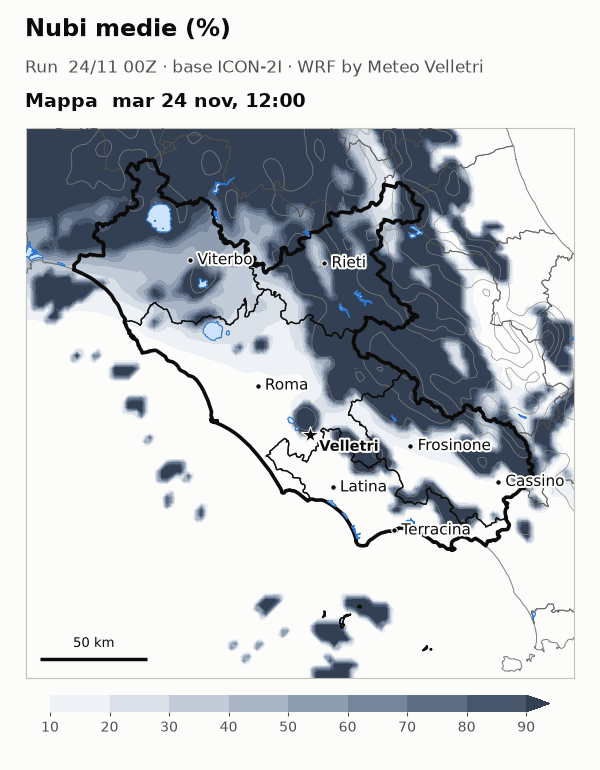 Nubi medie (%)
Run  24/11 00Z · base ICON-2I · WRF by Meteo Velletri
Mappa  mar 24 nov, 12:00
Viterbo
Rieti
Roma
Velletri
Frosinone
Cassino
Latina
Terracina
50 km
10 20 30 40 50 60 70 80 90